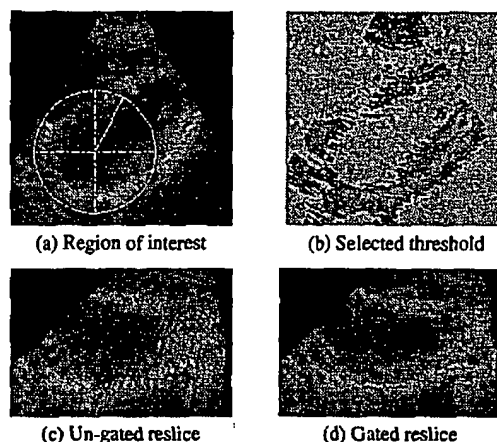 (a) Region of interest
(b) Selected threshold
(c) Un-gated reslice
(d) Gated reslice